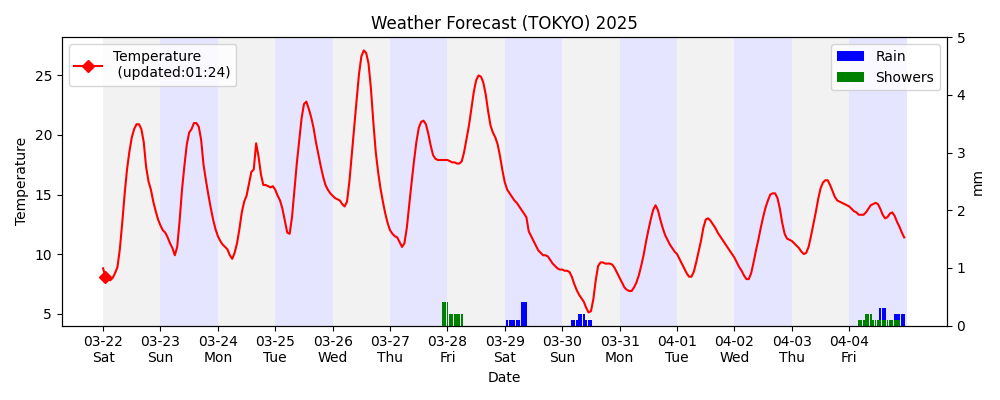 Weather Forecast (TOKYO) 2025
Temperature
(updated:01:24)
Rain
Showers
Temperature
25
20
15
10
5
5
4
3
2
1
0
mm
03-22 03-23 03-24 03-25 03-26 03-27 03-28 03-29 03-30 03-31 04-01 04-02 04-03 04-04
Sat Sun Mon Tue Wed Thu Fri Sat Sun Mon Tue Wed Thu Fri
Date